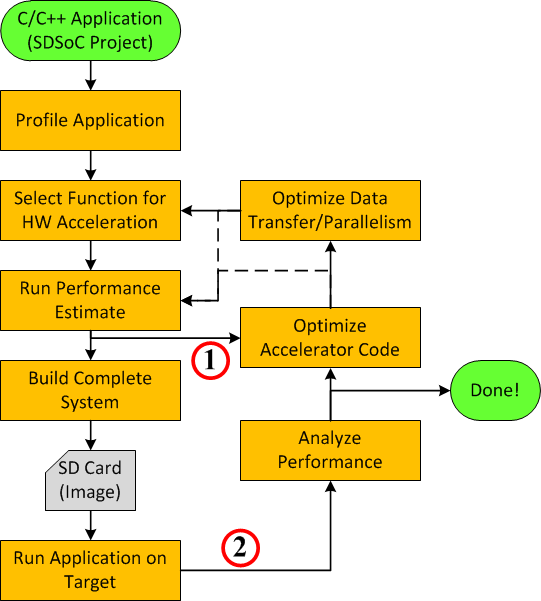 C/C++ Application
(SDSoC Project)
Profile Application
Select Function for
HW Acceleration
Optimize Data
Transfer/Parallelism
Run Performance
Estimate
Optimize
Accelerator Code
1
Build Complete
System
Done!
Analyze
Performance
SD Card
(Image)
2
Run Application on
Target